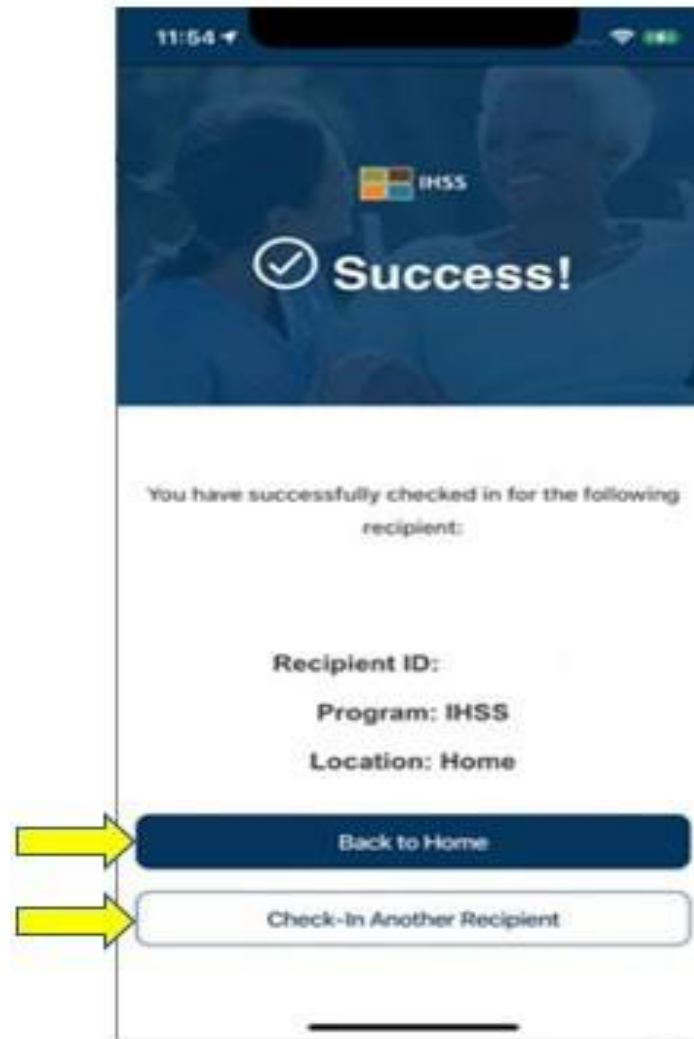 11:54
IHSS
Success!
You have successfully checked in for the following
recipient:
Recipient ID:
Program: IHSS
Location: Home
Back to Home
Check-In Another Recipient